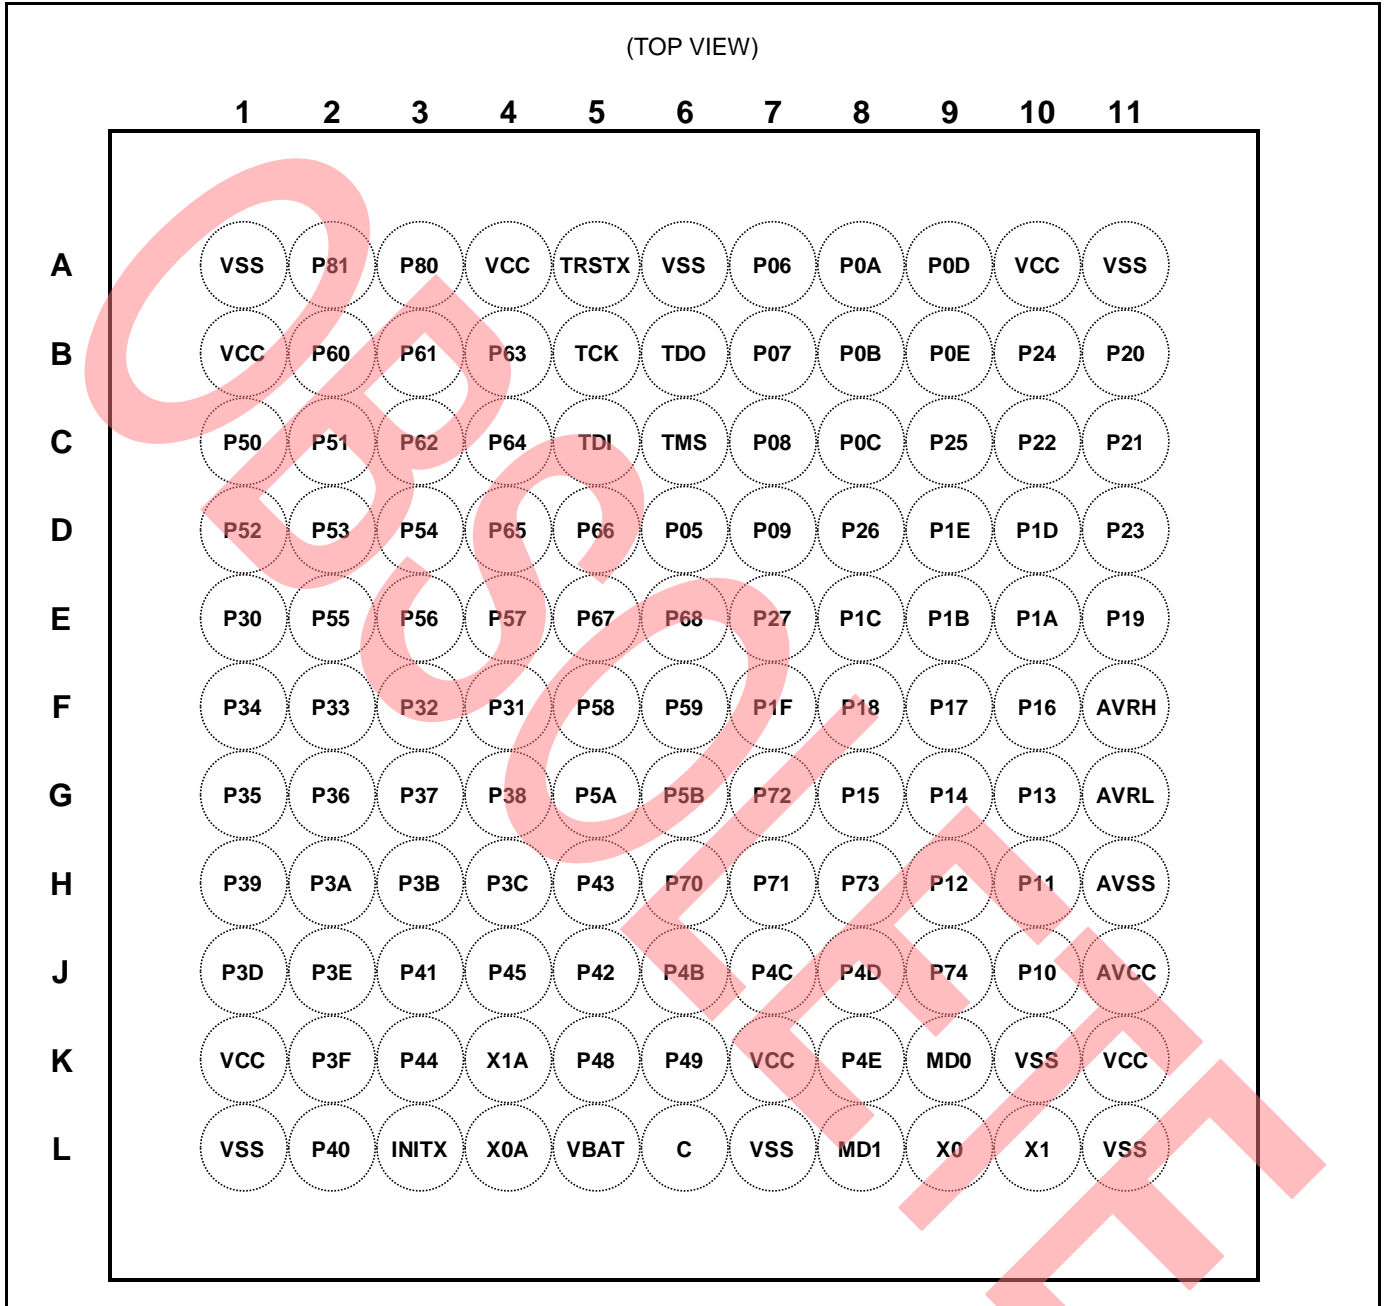 (TOP VIEW)
1 2 3 4 5 6 7 8 9 10 11
A VSS P81 P80 VCC TRSTX VSS P06 P0A P0D VCC VSS
B VCC P60 P61 P63 TCK TDO P07 P0B P0E P24 P20
C P50 P51 P62 P64 TDI TMS P08 P0C P25 P22 P21
D P52 P53 P54 P65 P66 P05 P09 P26 P1E P1D P23
E P30 P55 P56 P57 P67 P68 P27 P1C P1B P1A P19
F P34 P33 P32 P31 P58 P59 P1F P18 P17 P16 AVRH
G P35 P36 P37 P38 P5A P5B P72 P15 P14 P13 AVRL
H P39 P3A P3B P3C P43 P70 P71 P73 P12 P11 AVSS
J P3D P3E P41 P45 P42 P4B P4C P4D P74 P10 AVCC
K VCC P3F P44 X1A P48 P49 VCC P4E MD0 VSS VCC
L VSS P40 INITX X0A VBAT C VSS MD1 X0 X1 VSS
OBSOLETE